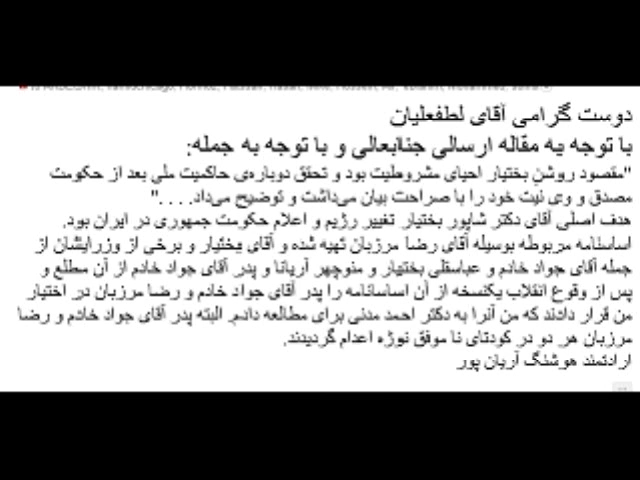 دوست گرامی آقای لطفعلیان
با توجه یه مقاله ارسالی جنابعالی و با توجه به جمله:
"مقصود روشنِ بختیار احیای مشروطیت بود و تحقق دوباره‌ی حاکمیت ملی بعد از حکومت
مصدق و وی نیت خود را با صراحت بیان می‌داشت و توضیح می‌داد. . . ."
هدف اصلی آقای دکتر شاپور بختیار تغییر رژیم و اعلام حکومت جمهوری در ایران بود.
اساسنامه مربوطه بوسیله آقای رضا مرزبان تهیه شده و آقای بختیار و برخی از وزرایشان از
جمله آقای جواد خادم و عباسقلی بختیار و منوچهر آریانا و پدر آقای جواد خادم از آن مطلع و
پس از وقوع انقلاب یکنسخه از آن اساسانامه را پدر آقای جواد خادم و رضا مرزبان در اختیار
من قرار دادند که من آنرا به دکتر احمد مدنی برای مطالعه دادم. البته پدر آقای جواد خادم و رضا
مرزبان هر دو در کودتای نا موفق نوژه اعدام گردیدند.
ارادتمند هوشنگ آریان پور